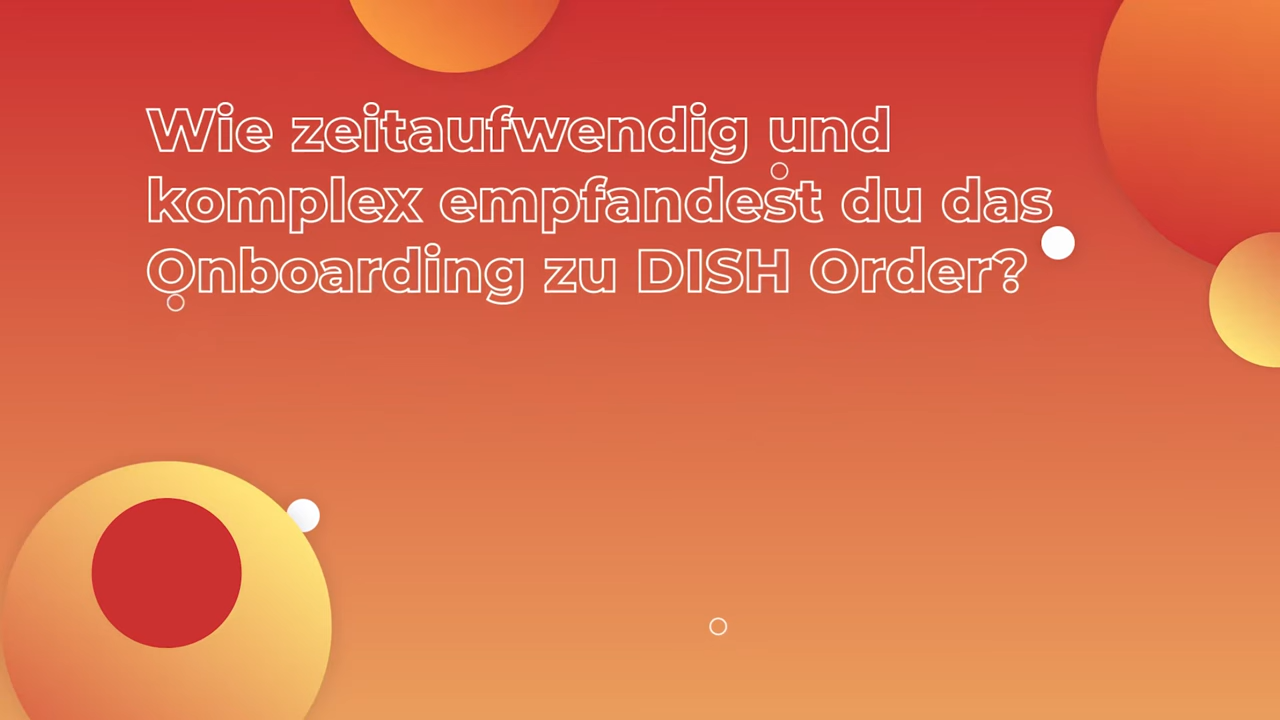 Wie zeitaufwendig und
komplex empfandest du das
Onboarding zu DISH Order?